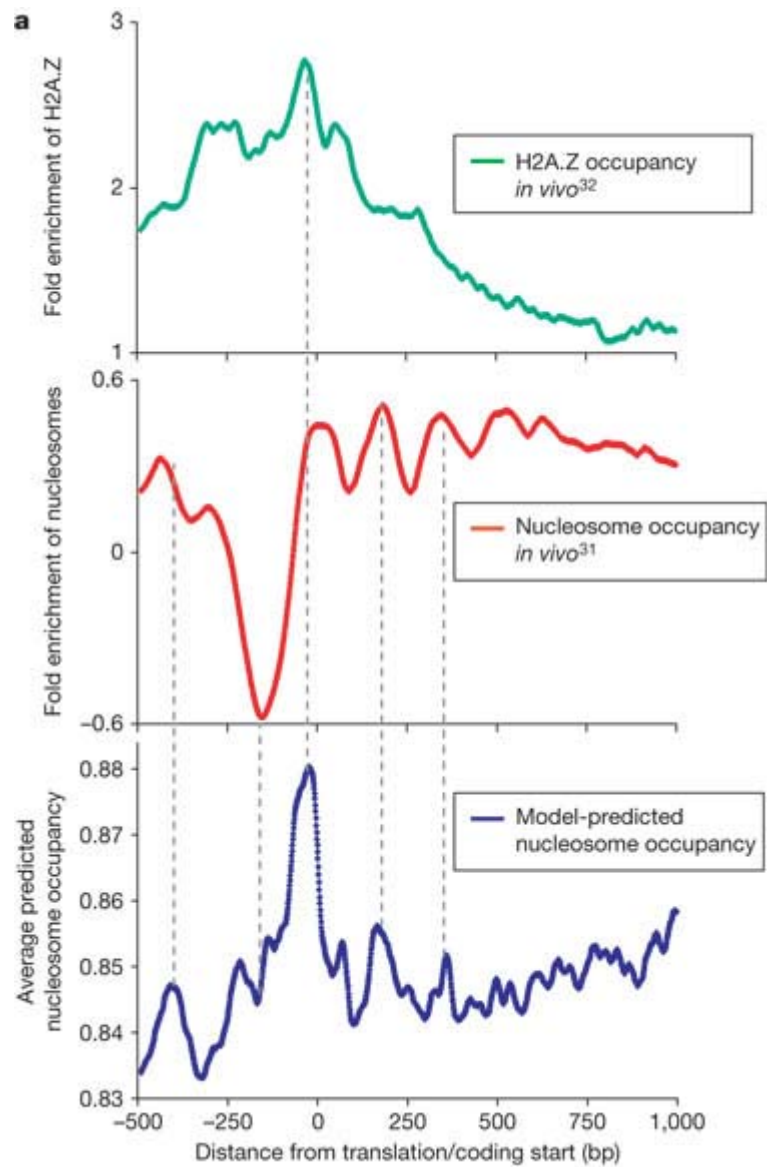 a
3
2
1
Fold enrichment of H2A.Z
H2A.Z occupancy
in vivo32
0.6
0
−0.6
Fold enrichment of nucleosomes
Nucleosome occupancy
in vivo31
0.88
0.87
0.86
0.85
0.84
0.83
Average predicted
nucleosome occupancy
Model-predicted
nucleosome occupancy
−500 −250 0 250 500 750 1,000
Distance from translation/coding start (bp)